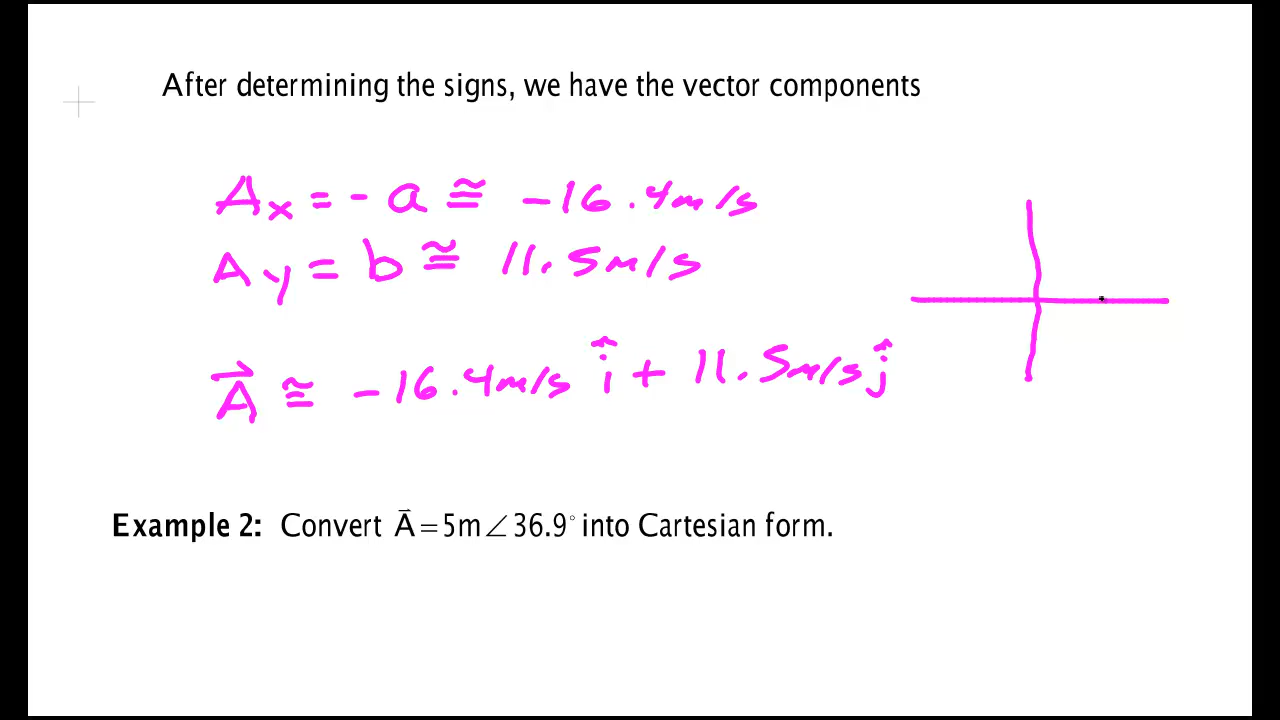 After determining the signs, we have the vector components
Aₓ = - a ≅ -16.4m/s
Ay = b ≅ 11.5m/s
A⃗ ≅ -16.4m/s î + 11.5m/s ĵ
Example 2: Convert A⃗ = 5m∠36.9° into Cartesian form.